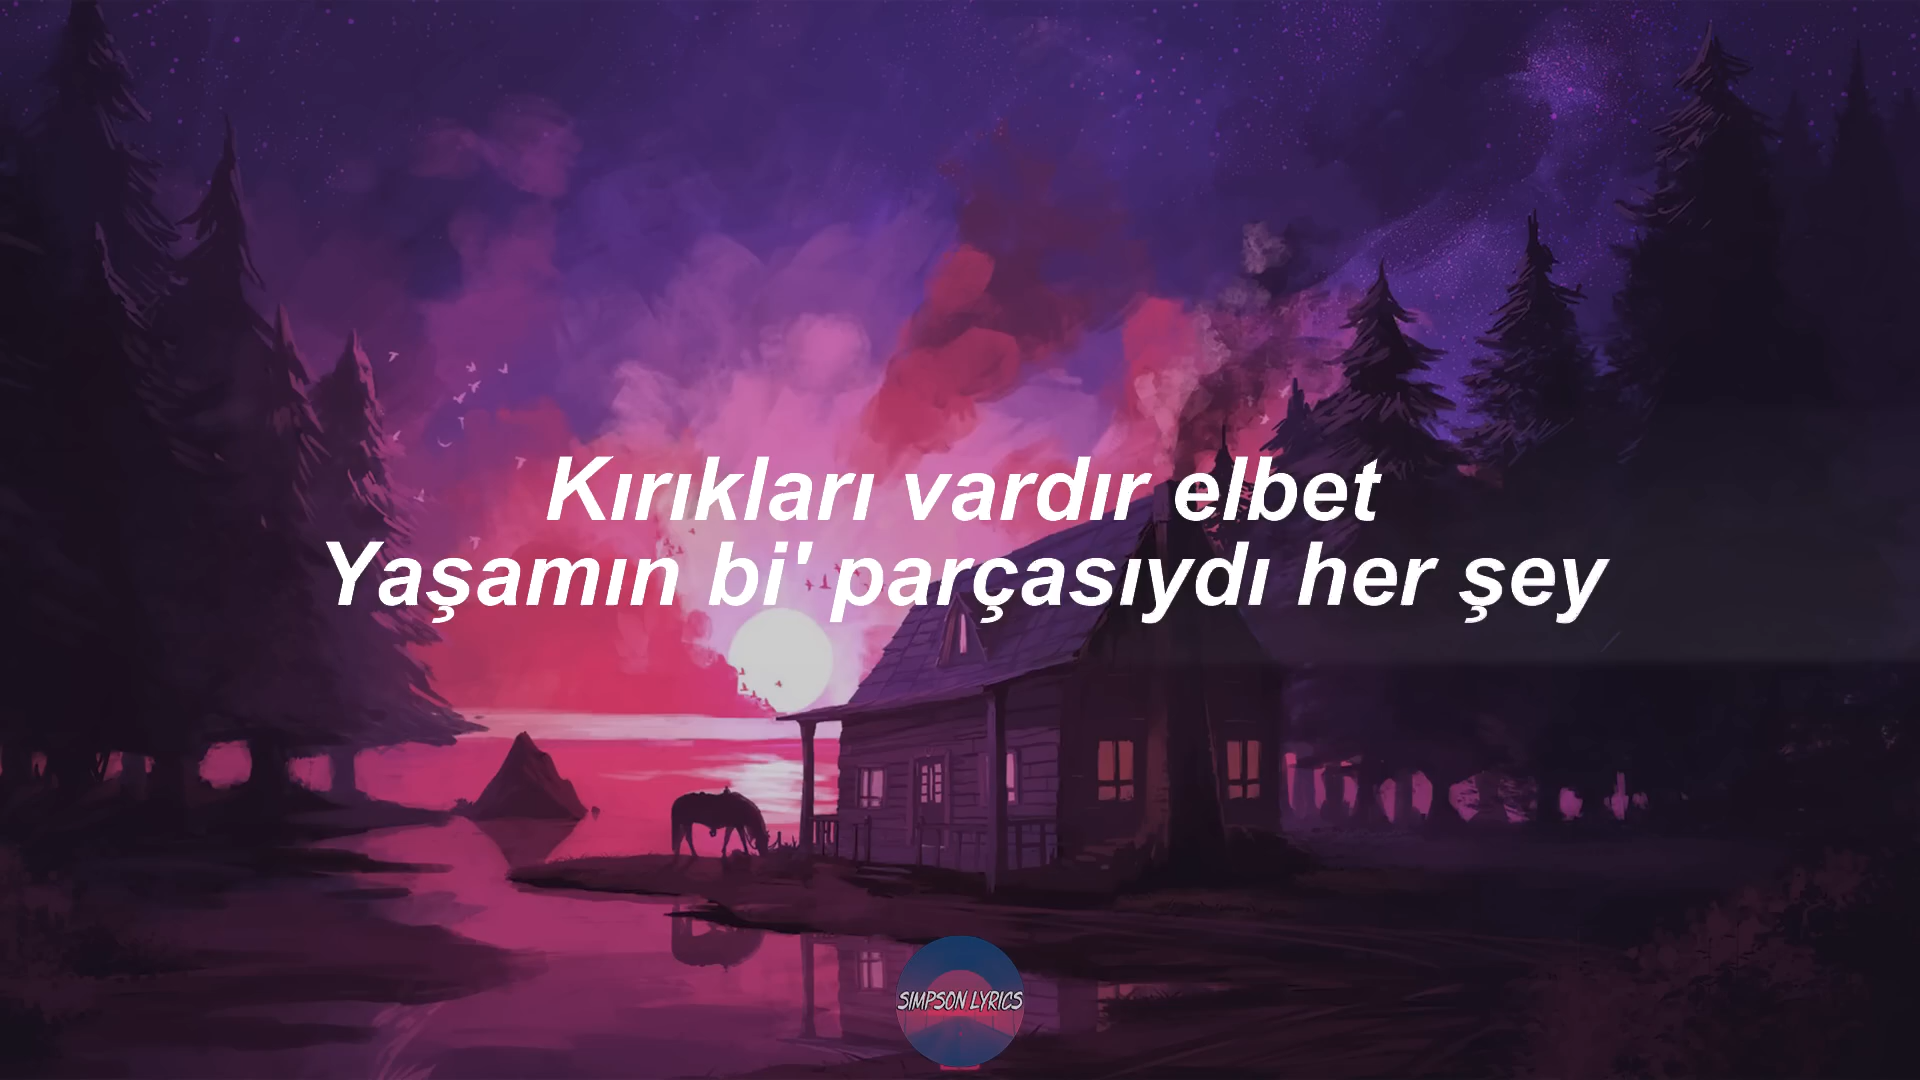 Kırıkları vardır elbet
Yaşamın bi' parçasıydı her şey
SIMPSON LYRICS